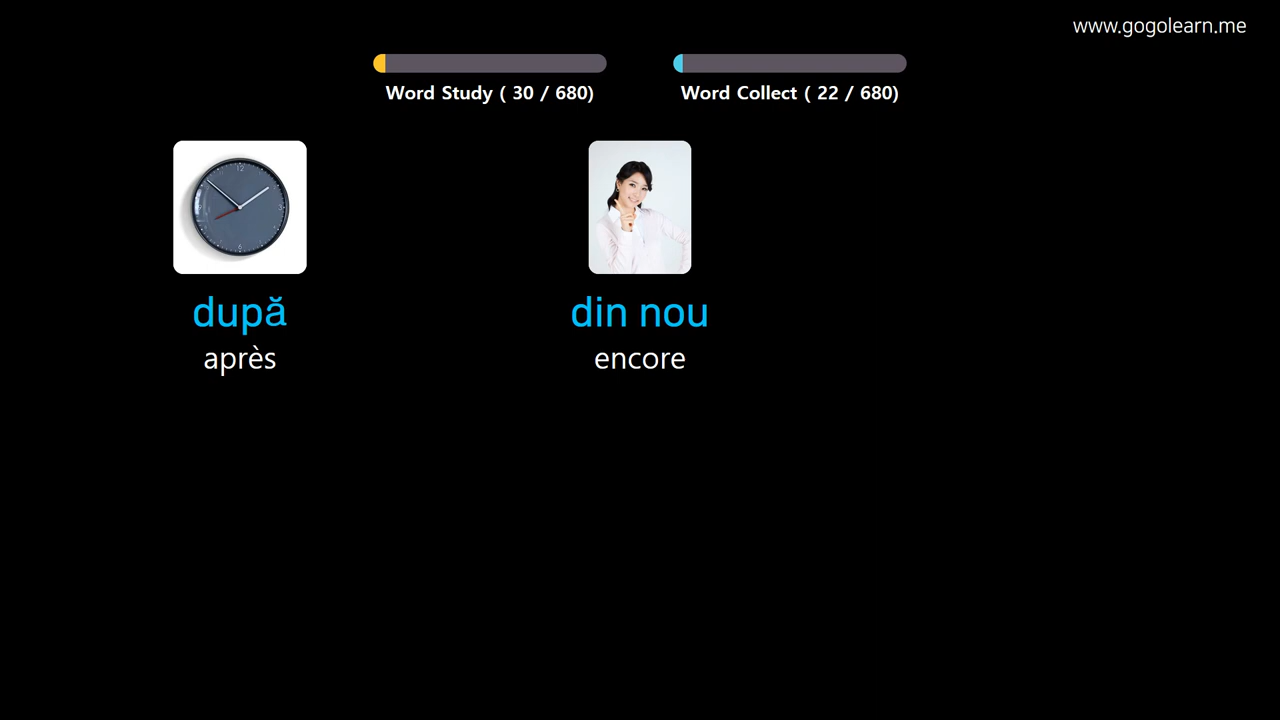 www.gogolearn.me
Word Study ( 30 / 680)
Word Collect ( 22 / 680)
după
après
din nou
encore